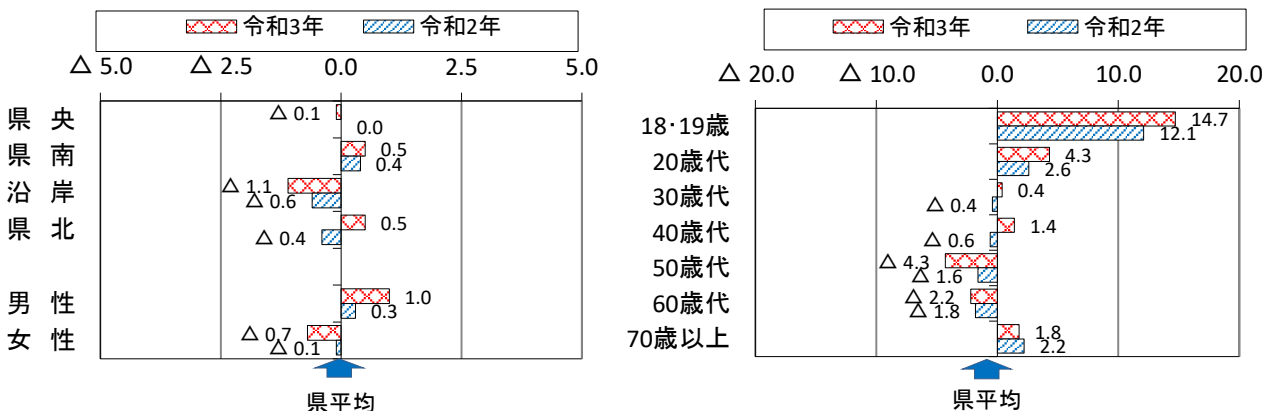 令和3年 令和2年
△ 5.0 △ 2.5 0.0 2.5 5.0
県 央 △ 0.1
0.0
県 南 0.5
0.4
沿 岸 △ 1.1
△ 0.6
県 北 0.5
△ 0.4
男 性 1.0
0.3
女 性 △ 0.7
△ 0.1
県平均
令和3年 令和2年
△ 20.0 △ 10.0 0.0 10.0 20.0
18・19歳 14.7
12.1
20歳代 4.3
2.6
30歳代 0.4
△ 0.4
40歳代 1.4
△ 0.6
50歳代 △ 4.3
△ 1.6
60歳代 △ 2.2
△ 1.8
70歳以上 1.8
2.2
県平均